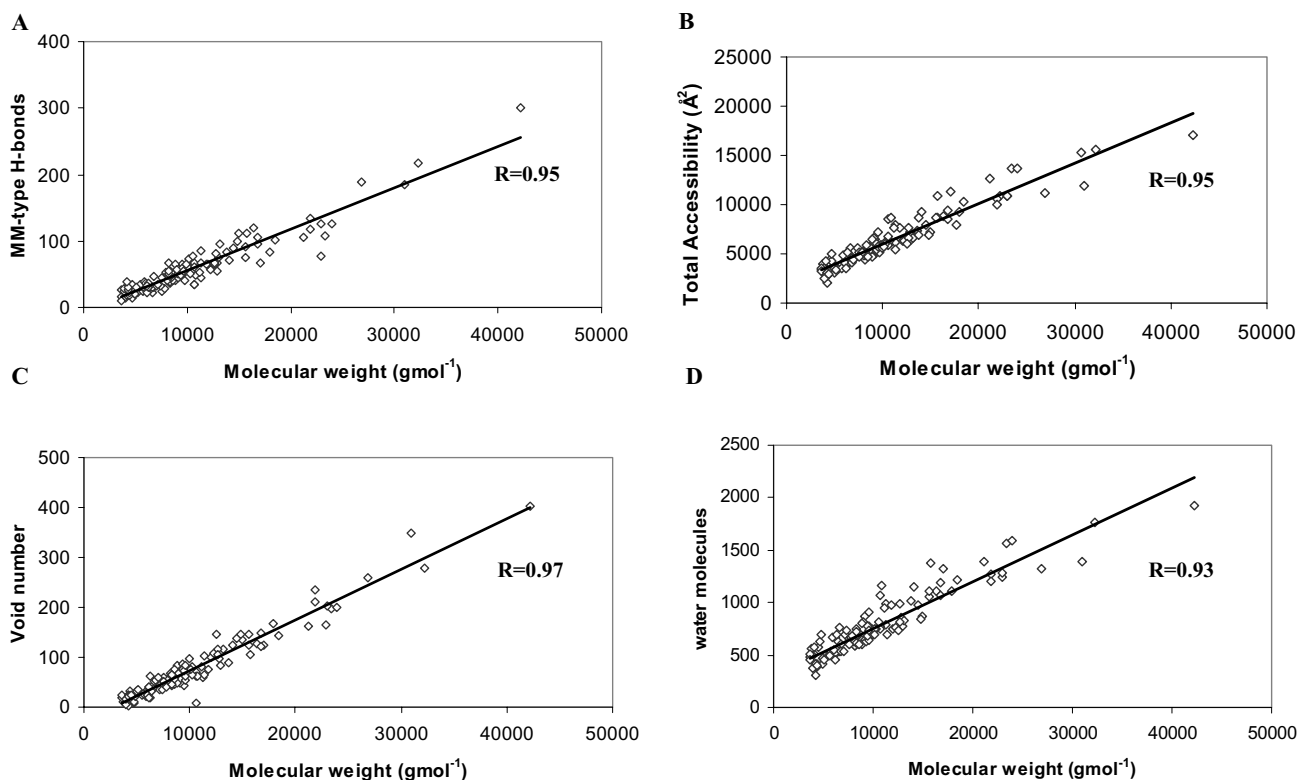 A
MM-type H-bonds
400
300
200
100
0
R=0.95
0 10000 20000 30000 40000 50000
Molecular weight (gmol⁻¹)
B
Total Accessibility (Å²)
25000
20000
15000
10000
5000
0
R=0.95
0 10000 20000 30000 40000 50000
Molecular weight (gmol⁻¹)
C
Void number
500
400
300
200
100
0
R=0.97
0 10000 20000 30000 40000 50000
Molecular weight (gmol⁻¹)
D
water molecules
2500
2000
1500
1000
500
0
R=0.93
0 10000 20000 30000 40000 50000
Molecular weight (gmol⁻¹)